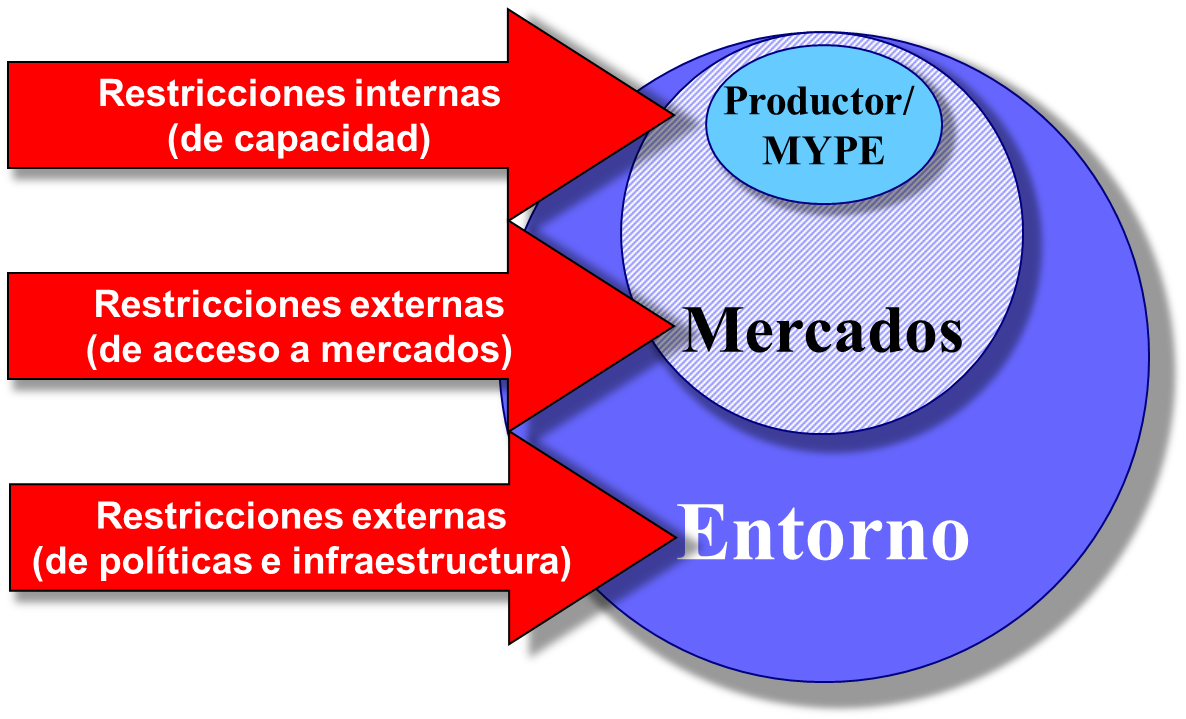 Restricciones internas
(de capacidad)
Productor/
MYPE
Restricciones externas
(de acceso a mercados)
Mercados
Restricciones externas
(de políticas e infraestructura)
Entorno